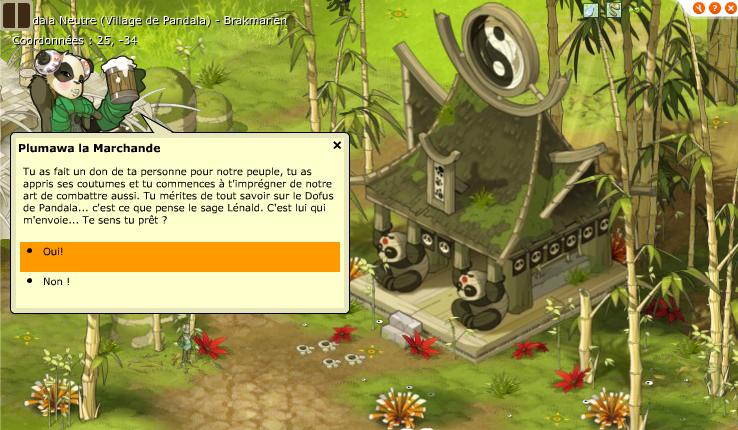 dala Neutre (Village de Pandala) - Brakmarien
Coordonnées : 25, -34
Plumawa la Marchande
Tu as fait un don de ta personne pour notre peuple, tu as
appris ses coutumes et tu commences à t'imprégner de notre
art de combattre aussi. Tu mérites de tout savoir sur le Dofus
de Pandala... c'est ce que pense le sage Lénald. C'est lui qui
m'envoie... Te sens tu prêt ?
Oui!
Non !